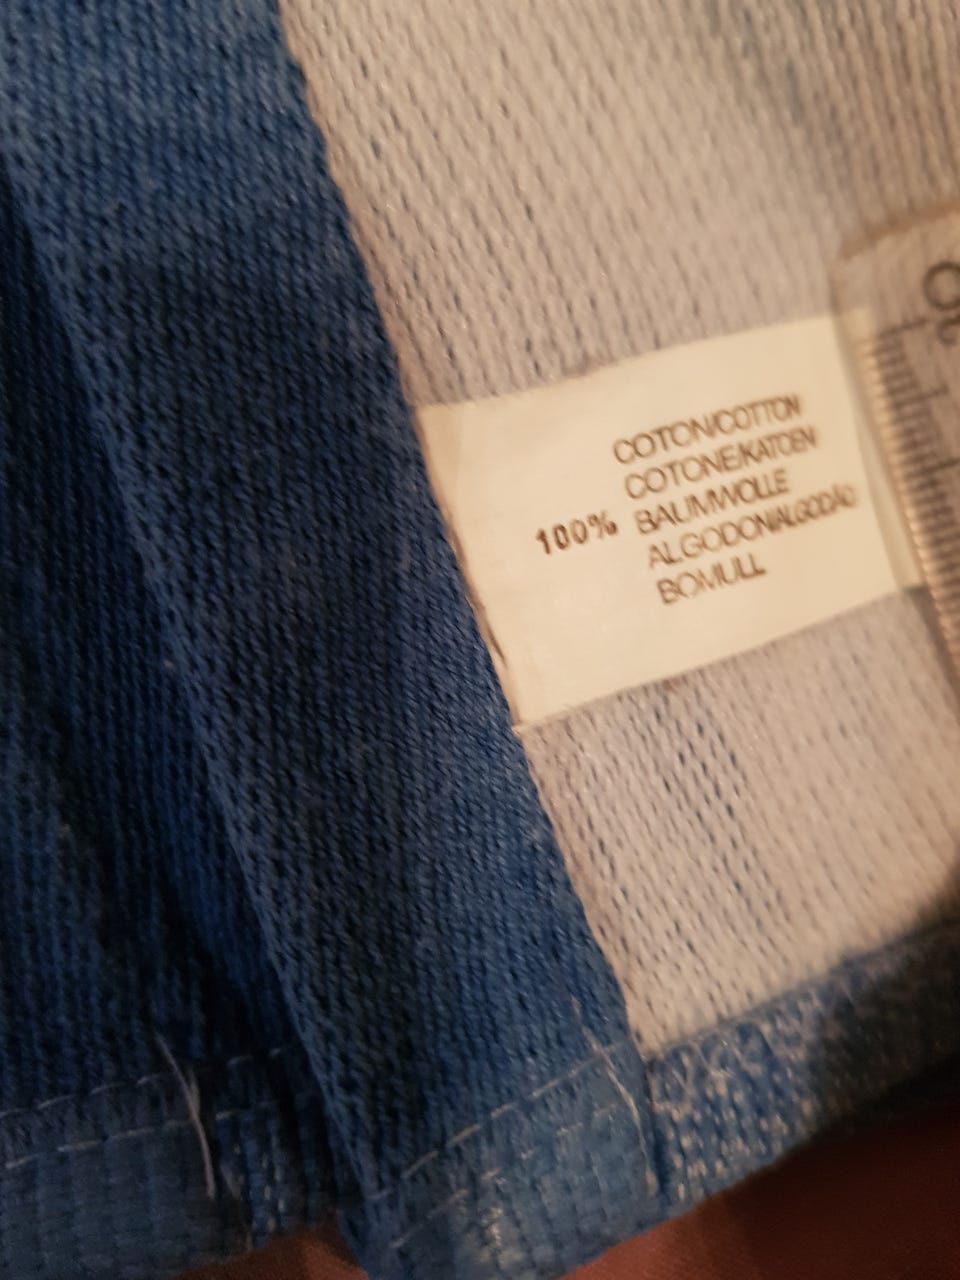 COTON/COTTON
COTONE/KATOEN
100% BAUMWOLLE
ALGODON/ALGODÃO
BOMULL